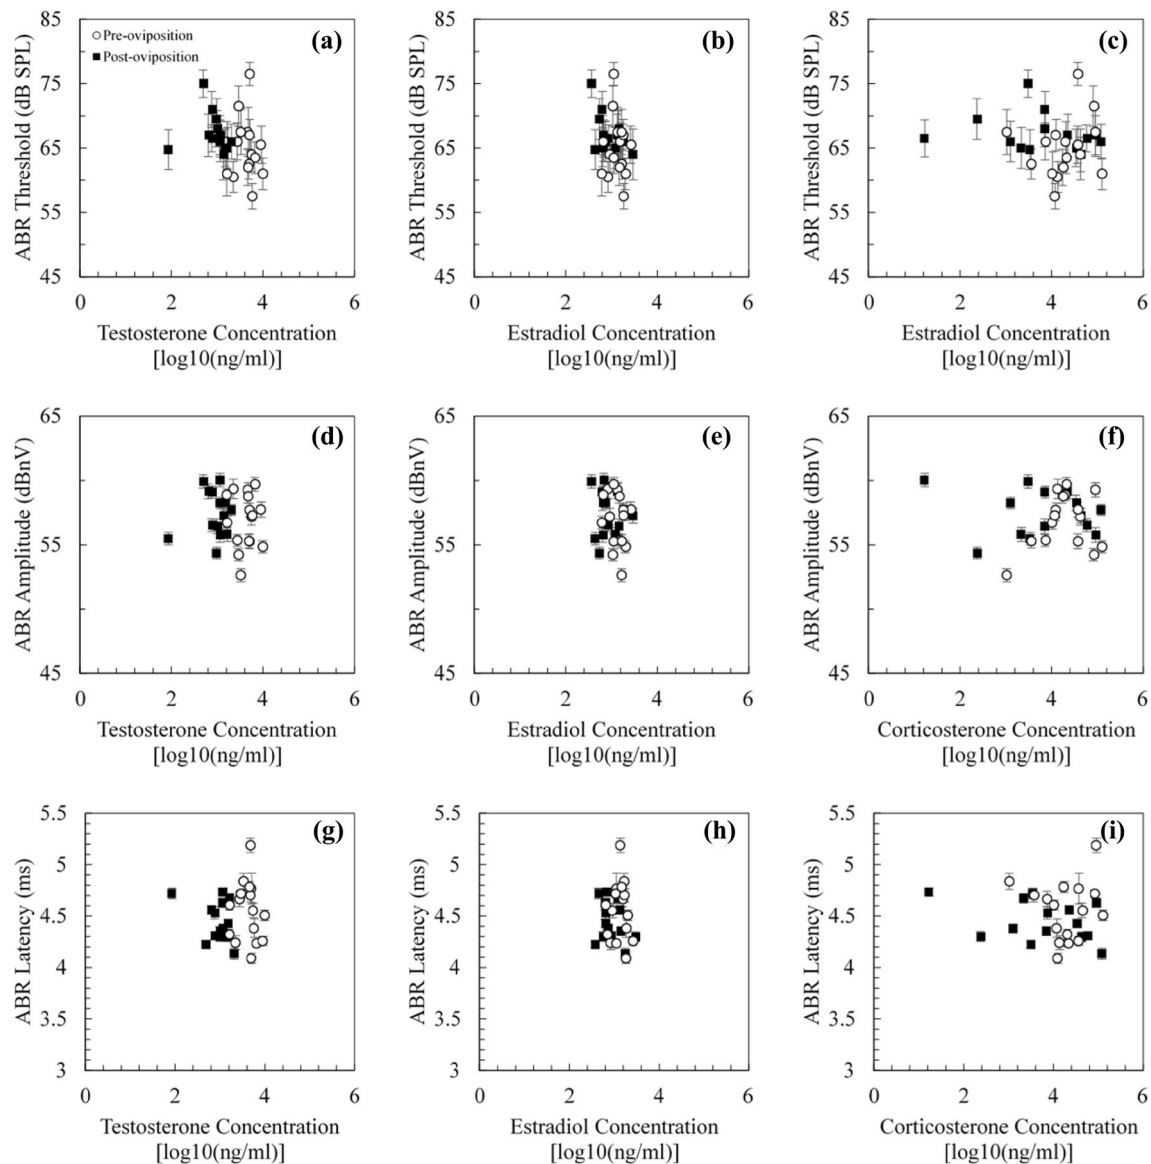 85
75
65
55
45
ABR Threshold (dB SPL)
Pre-oviposition
Post-oviposition
(a)
0 2 4 6
Testosterone Concentration
[log10(ng/ml)]
85
75
65
55
45
ABR Threshold (dB SPL)
(b)
0 2 4 6
Estradiol Concentration
[log10(ng/ml)]
85
75
65
55
45
ABR Threshold (dB SPL)
(c)
0 2 4 6
Estradiol Concentration
[log10(ng/ml)]
65
55
45
ABR Amplitude (dBnV)
(d)
0 2 4 6
Testosterone Concentration
[log10(ng/ml)]
65
55
45
ABR Amplitude (dBnV)
(e)
0 2 4 6
Estradiol Concentration
[log10(ng/ml)]
65
55
45
ABR Amplitude (dBnV)
(f)
0 2 4 6
Corticosterone Concentration
[log10(ng/ml)]
5.5
5
4.5
4
3.5
3
ABR Latency (ms)
(g)
0 2 4 6
Testosterone Concentration
[log10(ng/ml)]
5.5
5
4.5
4
3.5
3
ABR Latency (ms)
(h)
0 2 4 6
Estradiol Concentration
[log10(ng/ml)]
5.5
5
4.5
4
3.5
3
ABR Latency (ms)
(i)
0 2 4 6
Corticosterone Concentration
[log10(ng/ml)]